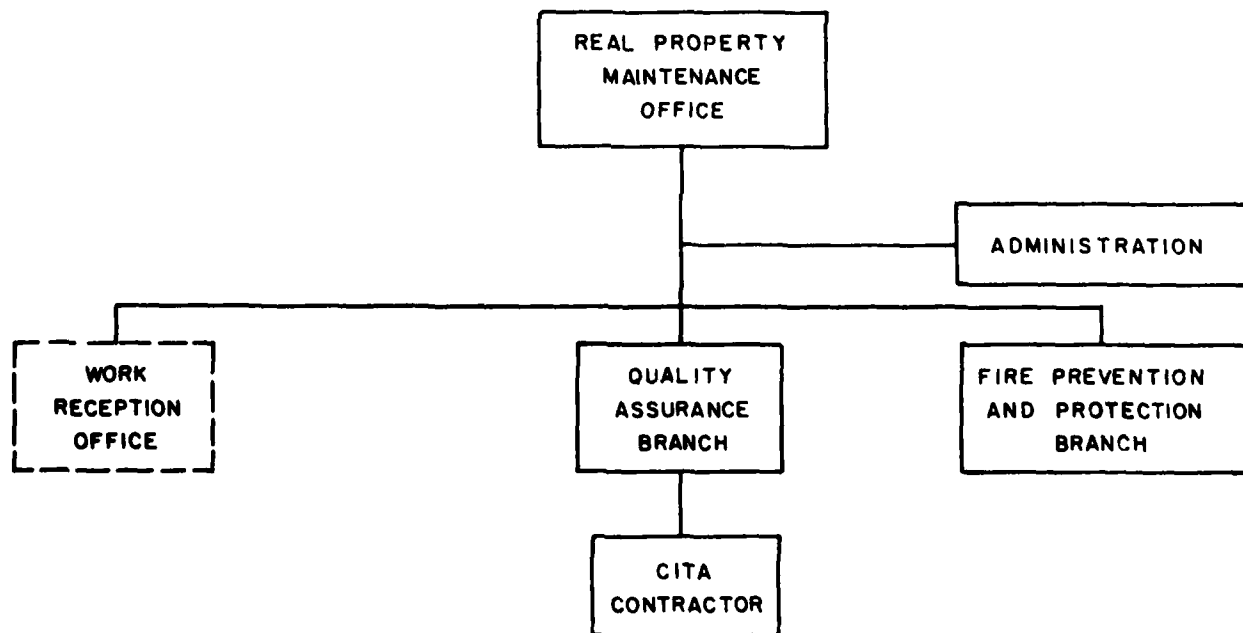 REAL PROPERTY
MAINTENANCE
OFFICE
ADMINISTRATION
WORK
RECEPTION
OFFICE
QUALITY
ASSURANCE
BRANCH
FIRE PREVENTION
AND PROTECTION
BRANCH
CITA
CONTRACTOR